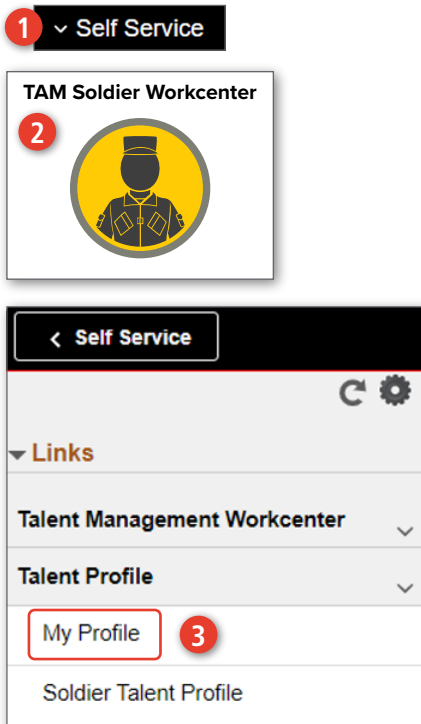 1 Self Service
TAM Soldier Workcenter
2
Self Service
Links
Talent Management Workcenter
Talent Profile
My Profile 3
Soldier Talent Profile